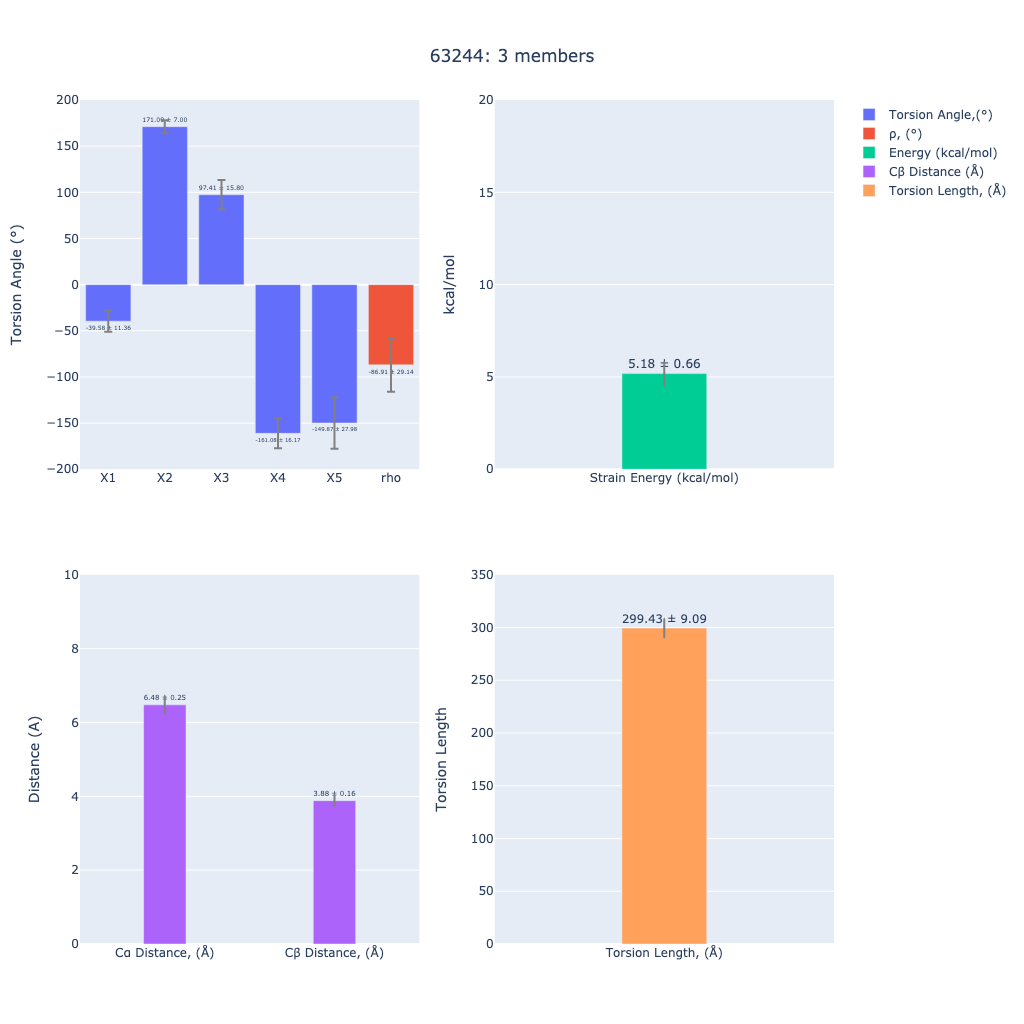 63244: 3 members
Torsion Angle (°)
200
150
100
50
0
−50
−100
−150
−200
171.09 ± 7.00
97.41 ± 15.80
-39.58 ± 11.36
-161.08 ± 16.17
-149.87 ± 27.98
-86.91 ± 29.14
X1 X2 X3 X4 X5 rho
kcal/mol
20
15
10
5
0
5.18 ± 0.66
Strain Energy (kcal/mol)
Torsion Angle,(°)
ρ, (°)
Energy (kcal/mol)
Cβ Distance (Å)
Torsion Length, (Å)
Distance (A)
10
8
6
4
2
0
6.48 ± 0.25
3.88 ± 0.16
Cα Distance, (Å) Cβ Distance, (Å)
Torsion Length
350
300
250
200
150
100
50
0
299.43 ± 9.09
Torsion Length, (Å)